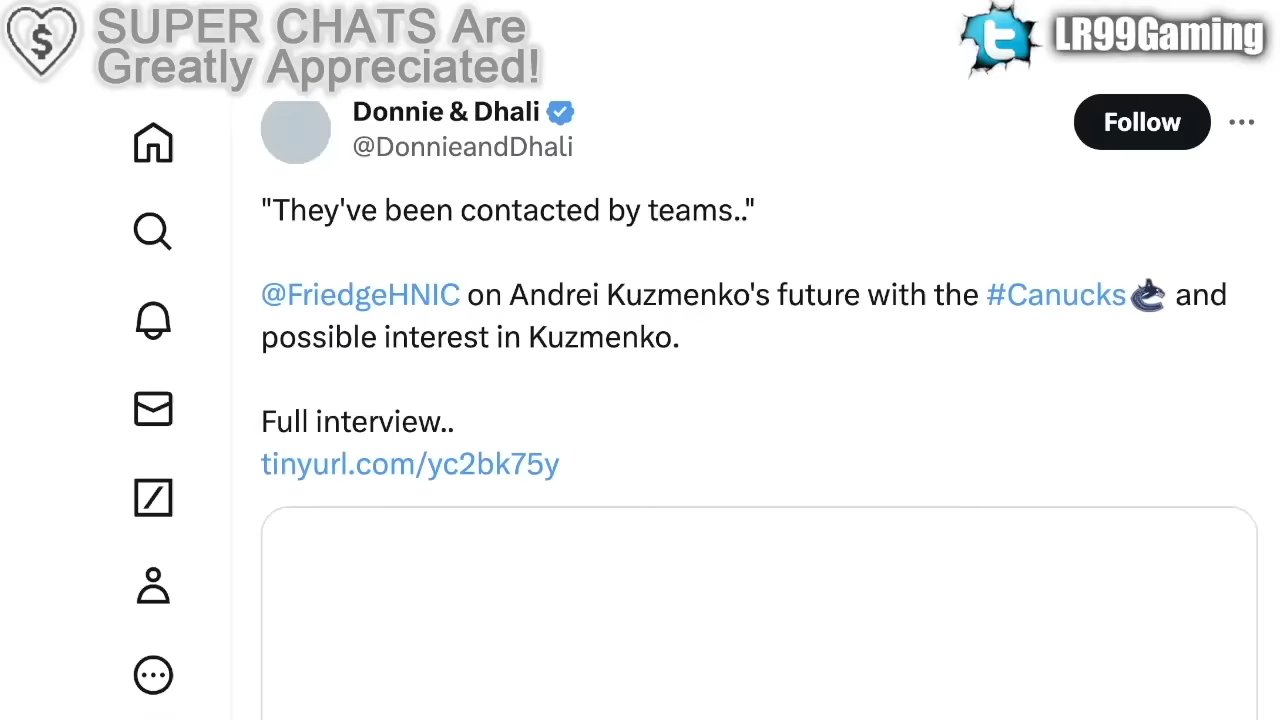 SUPER CHATS Are
Greatly Appreciated!
LR99Gaming
Donnie & Dhali
@DonnieandDhali
Follow
"They've been contacted by teams.."
@FriedgeHNIC on Andrei Kuzmenko's future with the #Canucks and
possible interest in Kuzmenko.
Full interview..
tinyurl.com/yc2bk75y